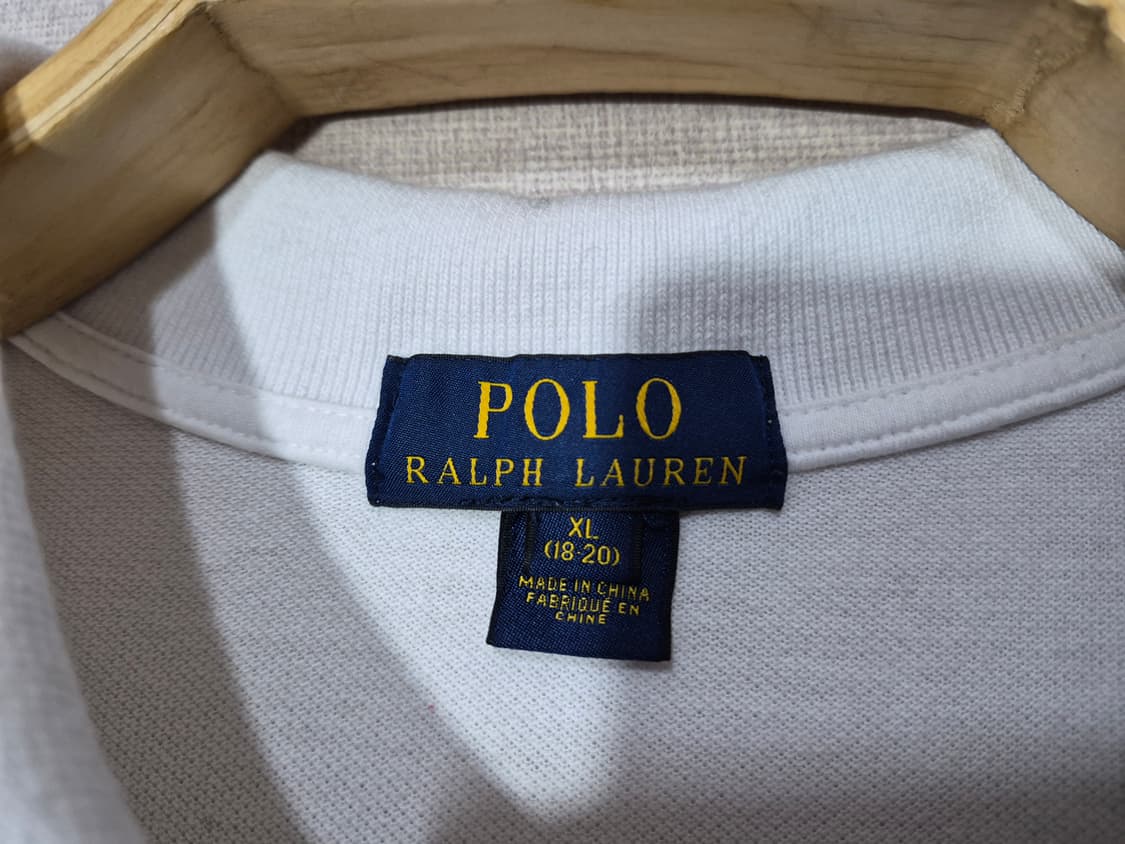 POLO
RALPH LAUREN
XL
(18-20)
MADE IN CHINA
FABRIQUÉ EN
CHINE